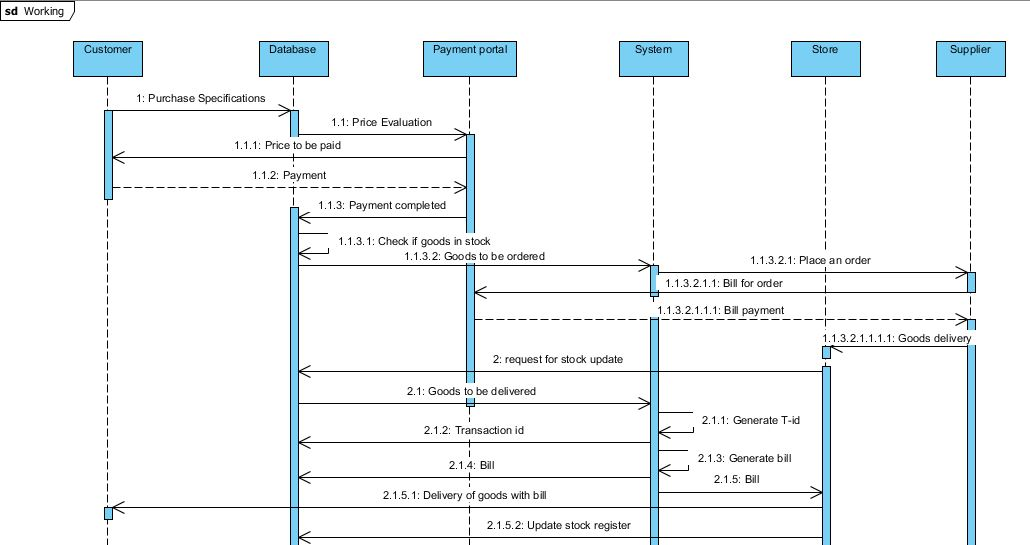 sd Working
Customer
Database
Payment portal
System
Store
Supplier
1: Purchase Specifications
1.1: Price Evaluation
1.1.1: Price to be paid
1.1.2: Payment
1.1.3: Payment completed
1.1.3.1: Check if goods in stock
1.1.3.2: Goods to be ordered
1.1.3.2.1: Place an order
1.1.3.2.1.1: Bill for order
1.1.3.2.1.1.1: Bill payment
1.1.3.2.1.1.1.1: Goods delivery
2: request for stock update
2.1: Goods to be delivered
2.1.1: Generate T-id
2.1.2: Transaction id
2.1.3: Generate bill
2.1.4: Bill
2.1.5: Bill
2.1.5.1: Delivery of goods with bill
2.1.5.2: Update stock register